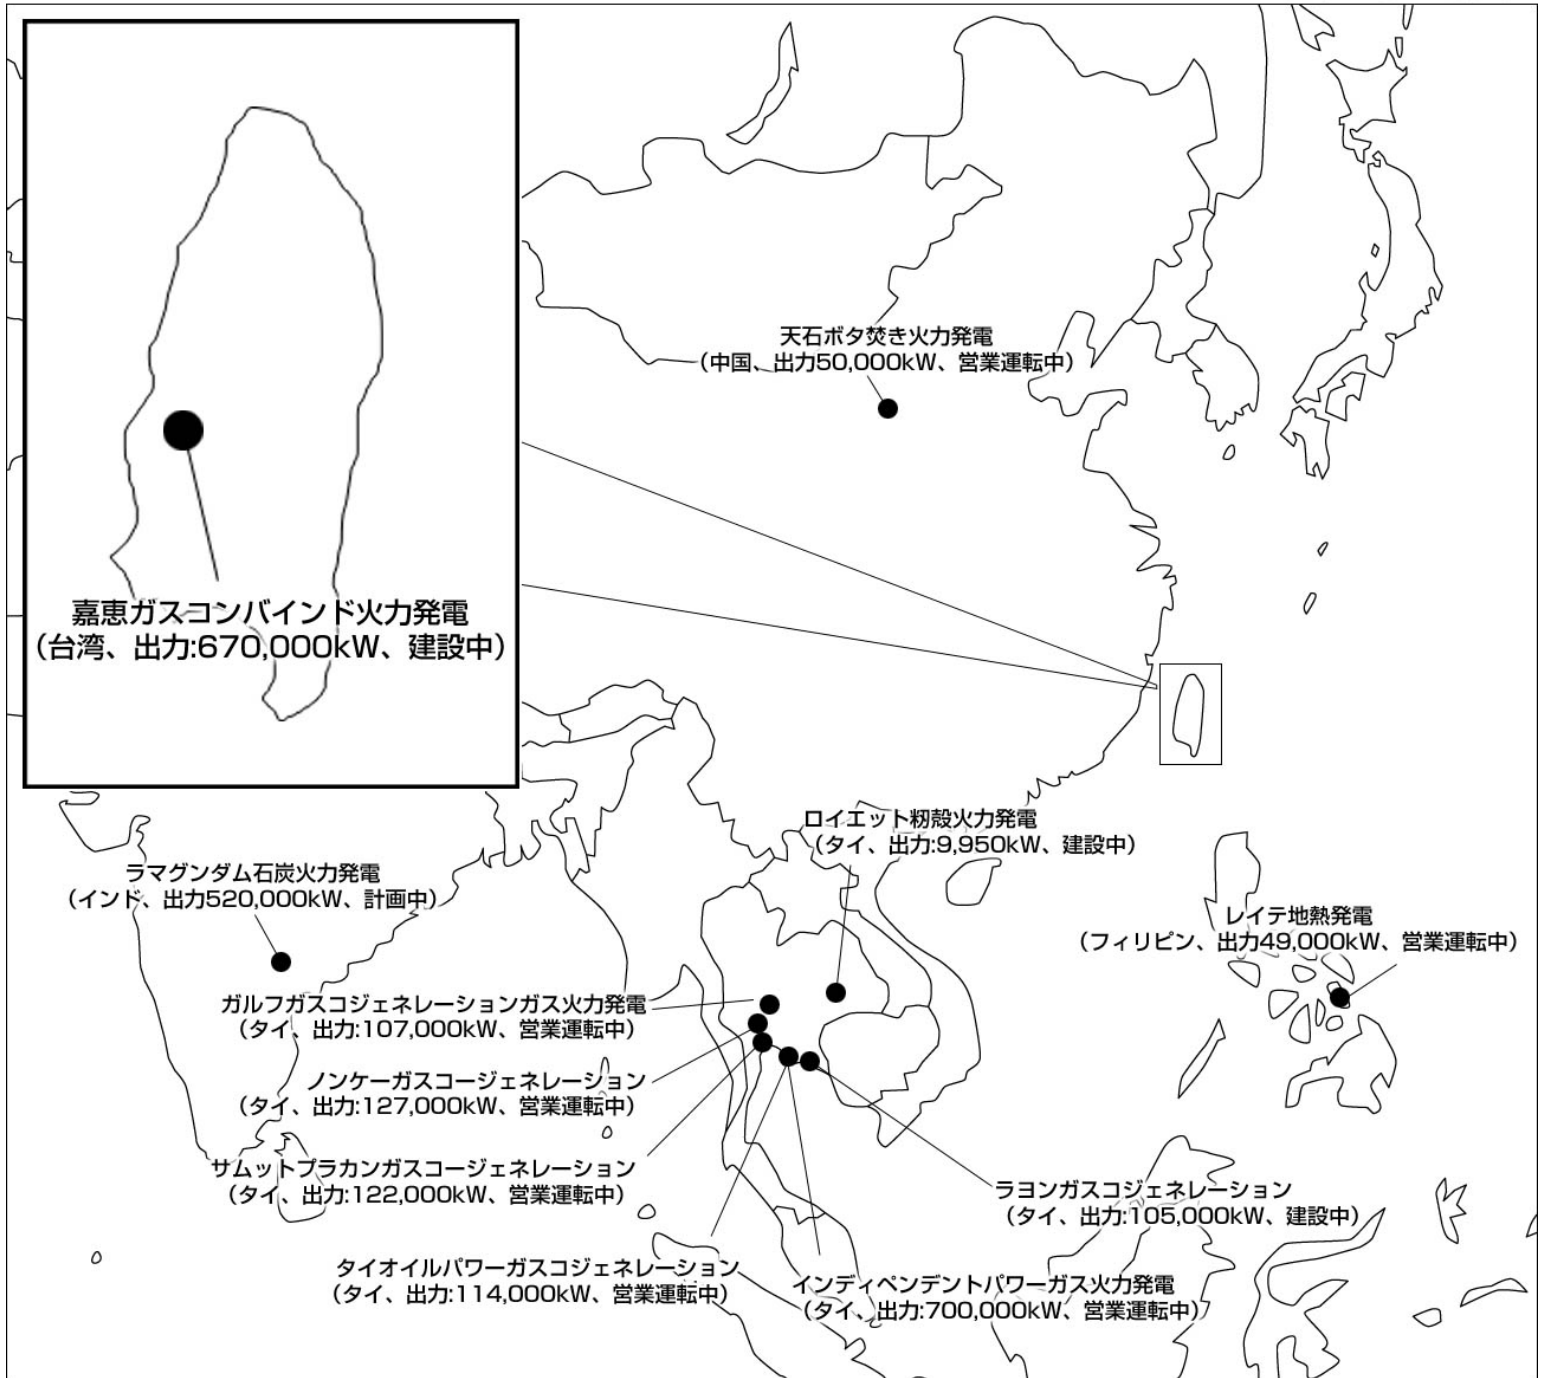 天石ボタ焚き火力発電
（中国、出力50,000kW、営業運転中）
嘉恵ガスコンバインド火力発電
（台湾、出力:670,000kW、建設中）
ロイエット籾殻火力発電
（タイ、出力:9,950kW、建設中）
ラマグンダム石炭火力発電
（インド、出力520,000kW、計画中）
レイテ地熱発電
（フィリピン、出力49,000kW、営業運転中）
ガルフガスコジェネレーションガス火力発電
（タイ、出力:107,000kW、営業運転中）
ノンケーガスコージェネレーション
（タイ、出力:127,000kW、営業運転中）
サムットプラカンガスコージェネレーション
（タイ、出力:122,000kW、営業運転中）
ラヨンガスコジェネレーション
（タイ、出力:105,000kW、建設中）
タイオイルパワーガスコジェネレーション
（タイ、出力:114,000kW、営業運転中）
インディペンデントパワーガス火力発電
（タイ、出力:700,000kW、営業運転中）